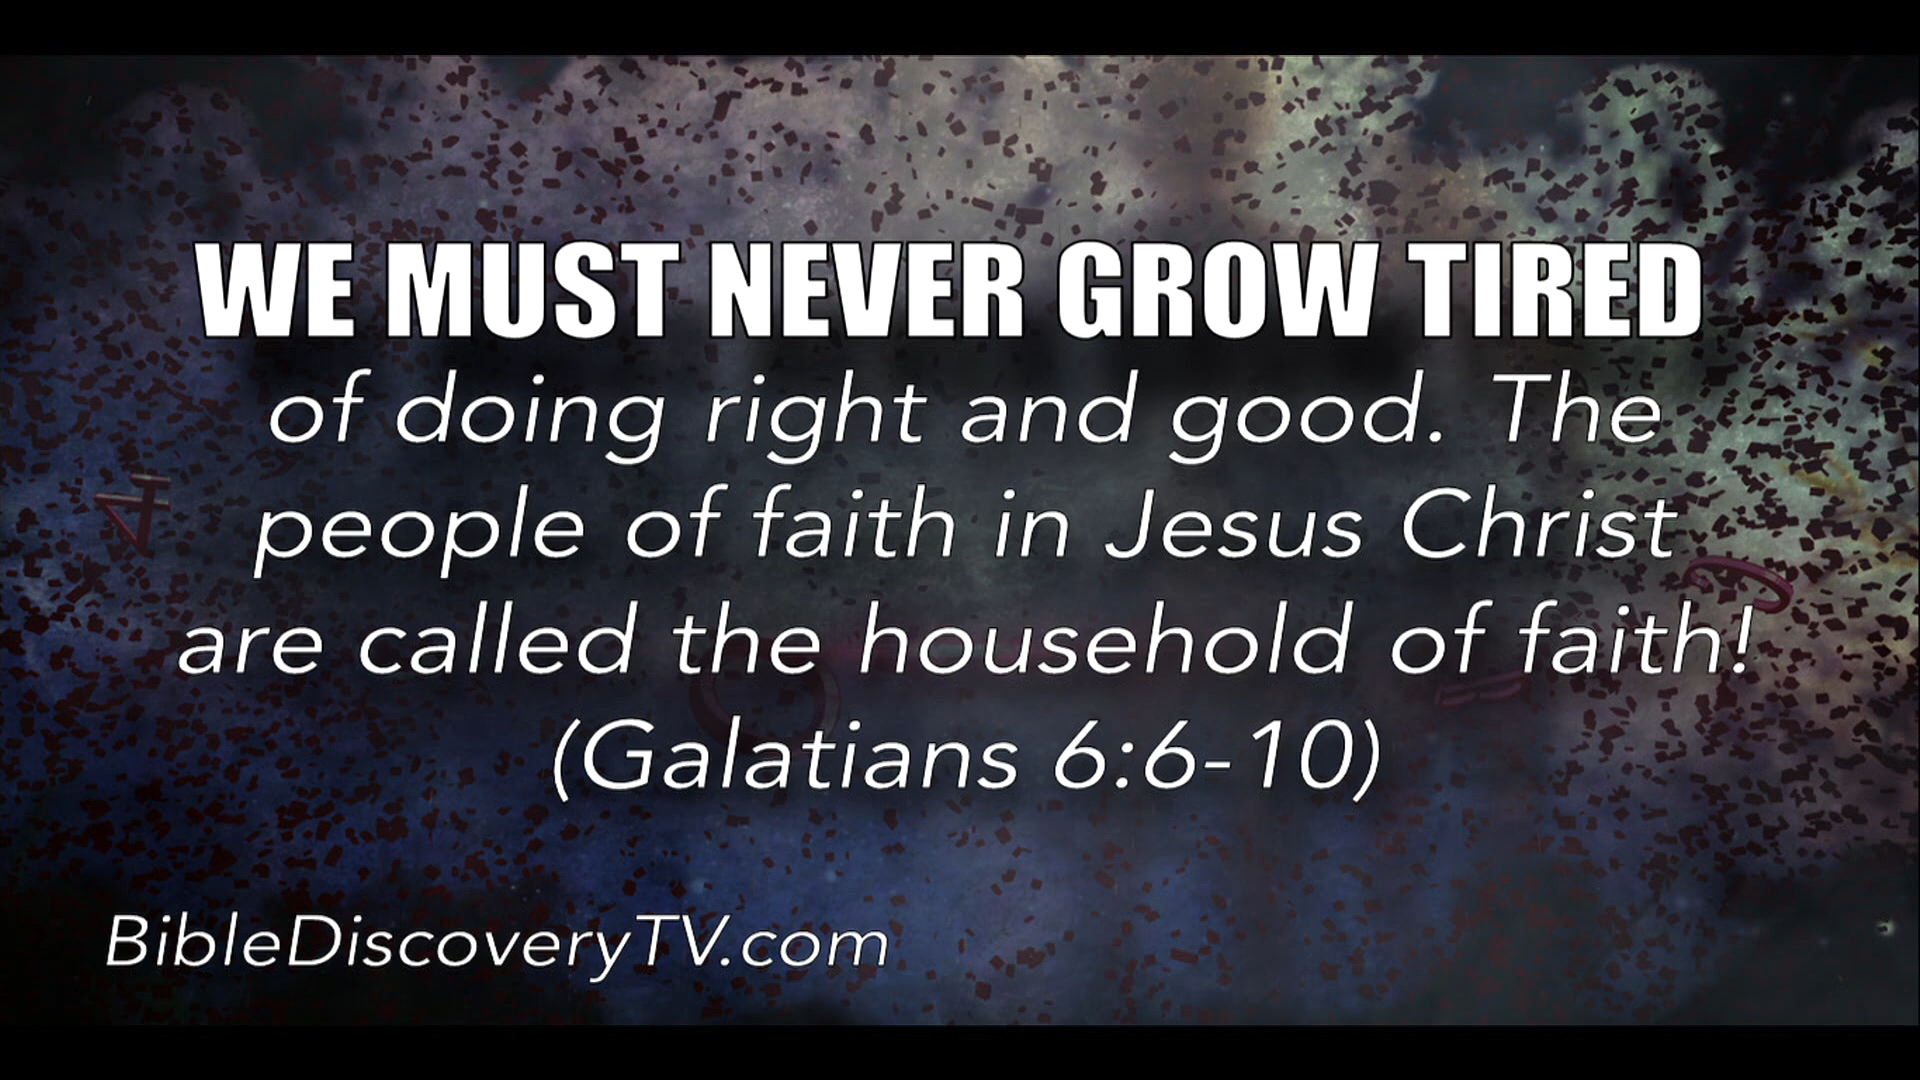 WE MUST NEVER GROW TIRED
of doing right and good. The
people of faith in Jesus Christ
are called the household of faith!
(Galatians 6:6-10)
BibleDiscoveryTV.com